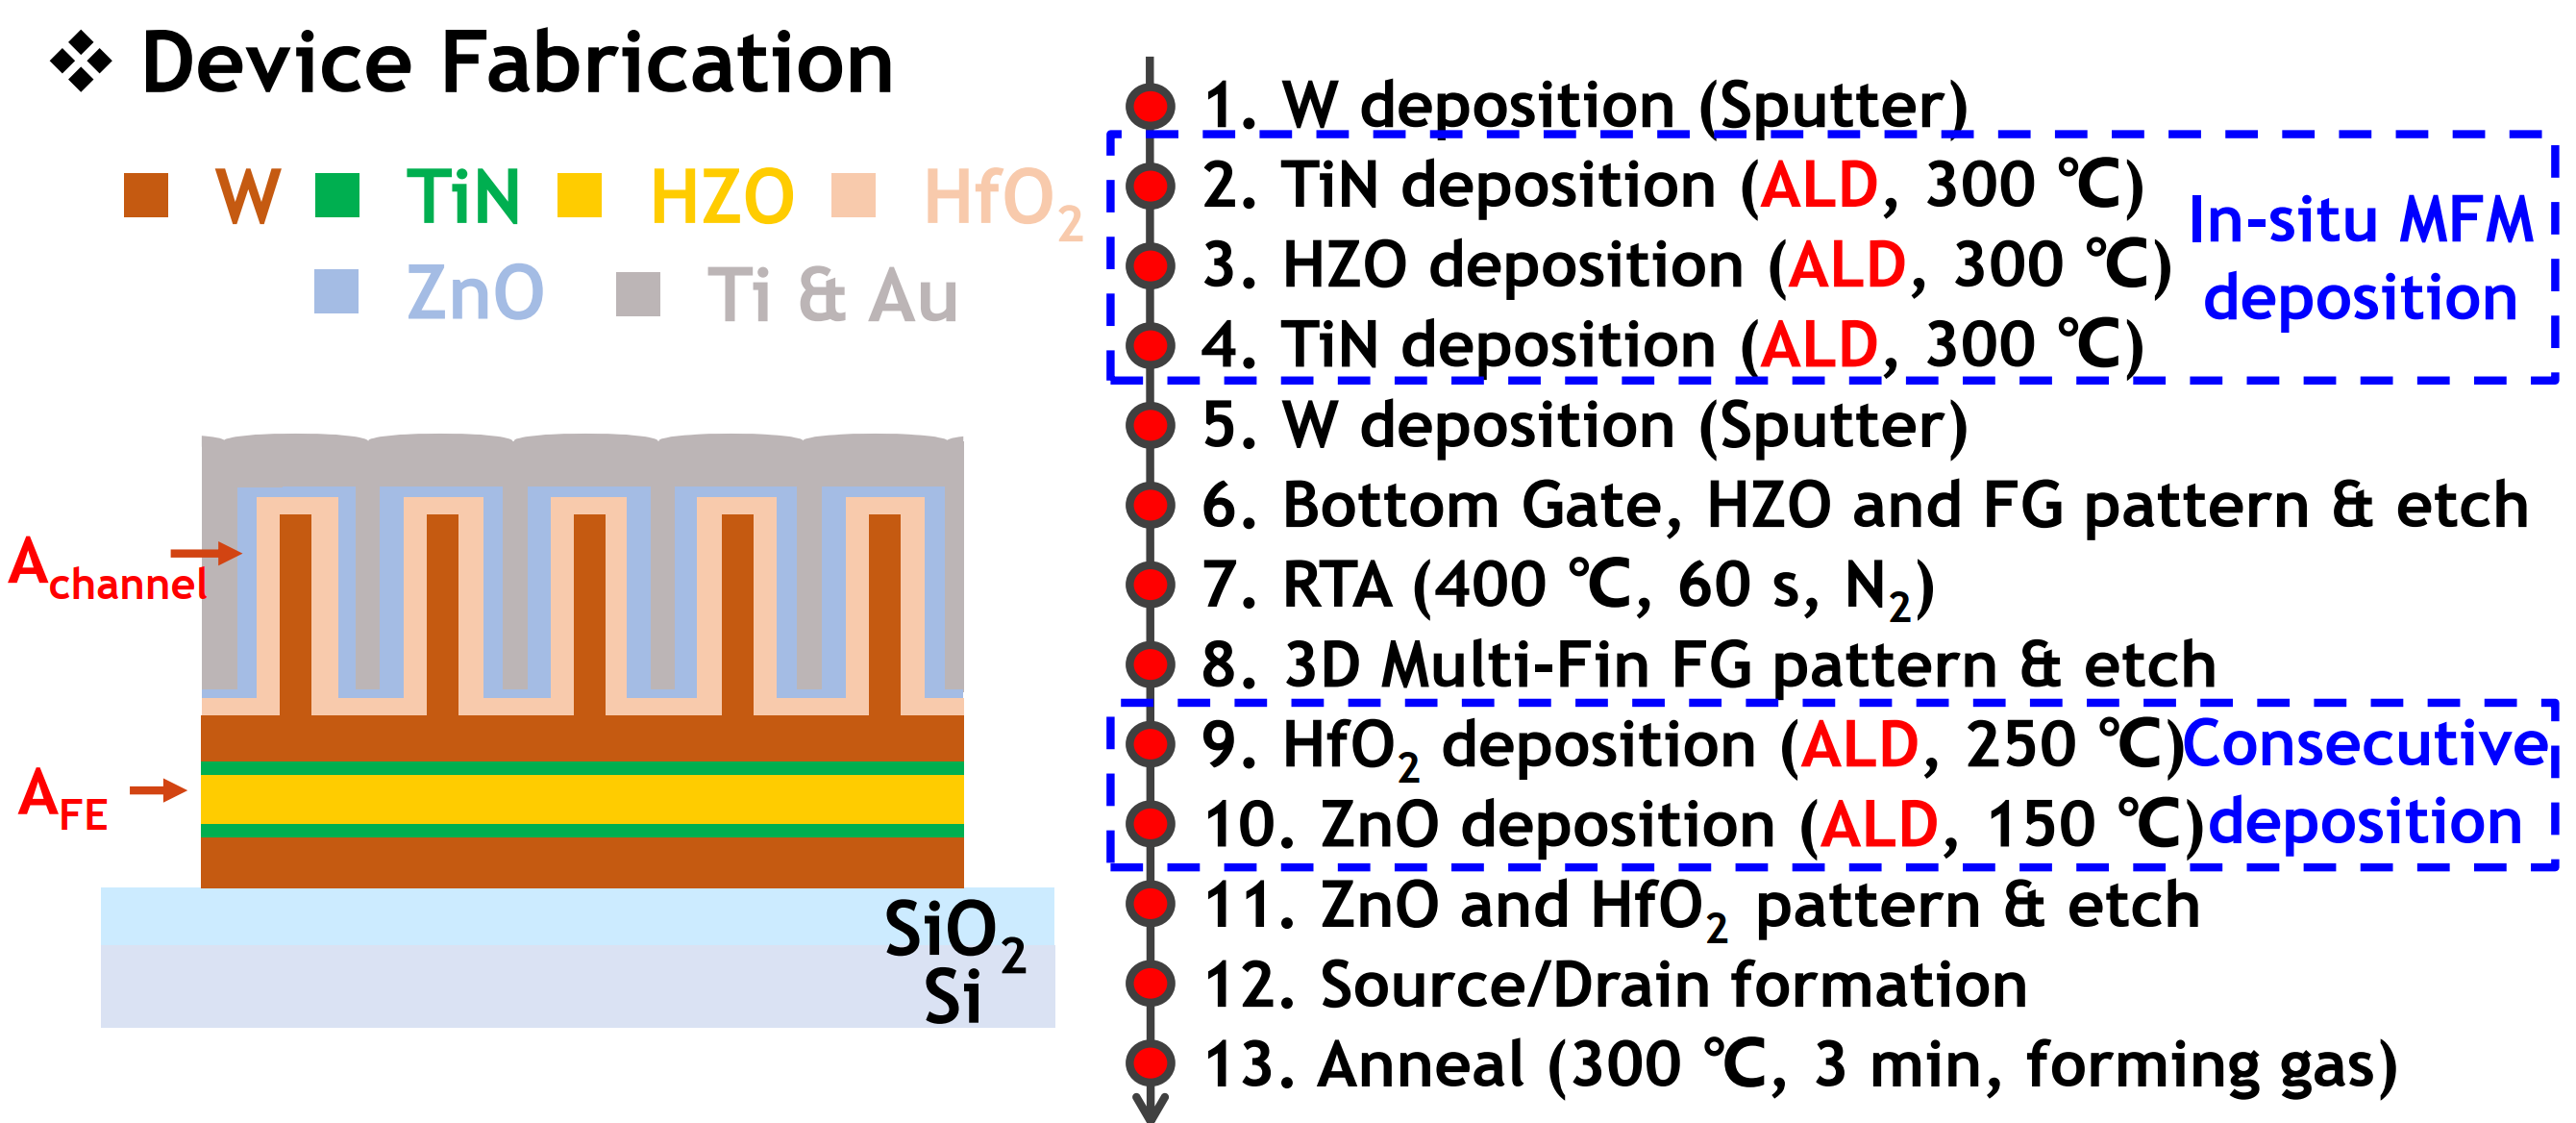 ❖ Device Fabrication
W TiN HZO HfO₂
ZnO Ti & Au
A_channel
A_FE
SiO₂
Si
1. W deposition (Sputter)
2. TiN deposition (ALD, 300 ℃)
3. HZO deposition (ALD, 300 ℃)
4. TiN deposition (ALD, 300 ℃)
In-situ MFM
deposition
5. W deposition (Sputter)
6. Bottom Gate, HZO and FG pattern & etch
7. RTA (400 ℃, 60 s, N₂)
8. 3D Multi-Fin FG pattern & etch
9. HfO₂ deposition (ALD, 250 ℃)
10. ZnO deposition (ALD, 150 ℃)
Consecutive
deposition
11. ZnO and HfO₂ pattern & etch
12. Source/Drain formation
13. Anneal (300 ℃, 3 min, forming gas)